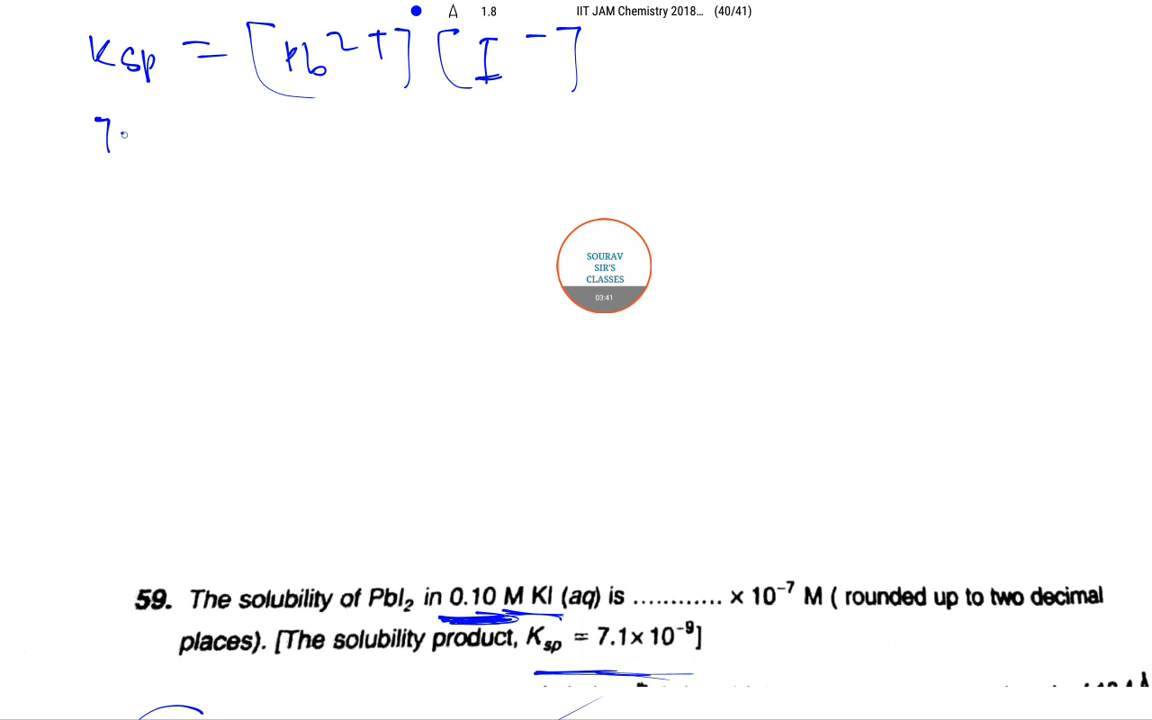 A 1.8 IIT JAM Chemistry 2018... (40/41)
Ksp = [Pb2+] [I-]
7.
SOURAV
SIR'S
CLASSES
03:41
59. The solubility of PbI₂ in 0.10 M KI (aq) is ............ × 10⁻⁷ M ( rounded up to two decimal
places). [The solubility product, Ksp = 7.1× 10⁻⁹]